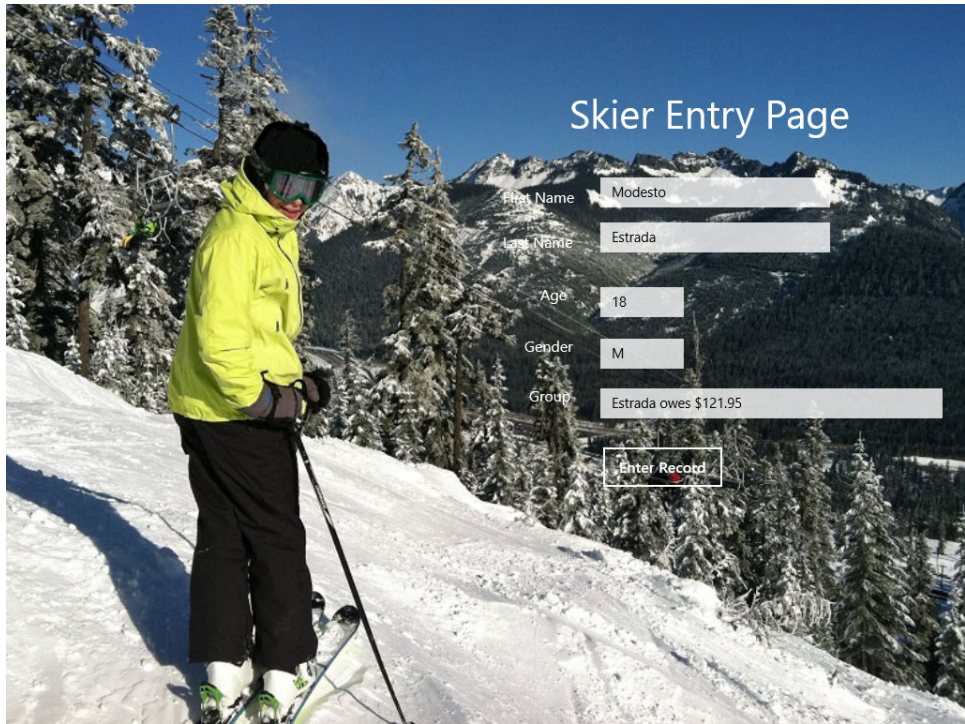 Skier Entry Page
First Name Modesto
Last Name Estrada
Age 18
Gender M
Group Estrada owes $121.95
Enter Record